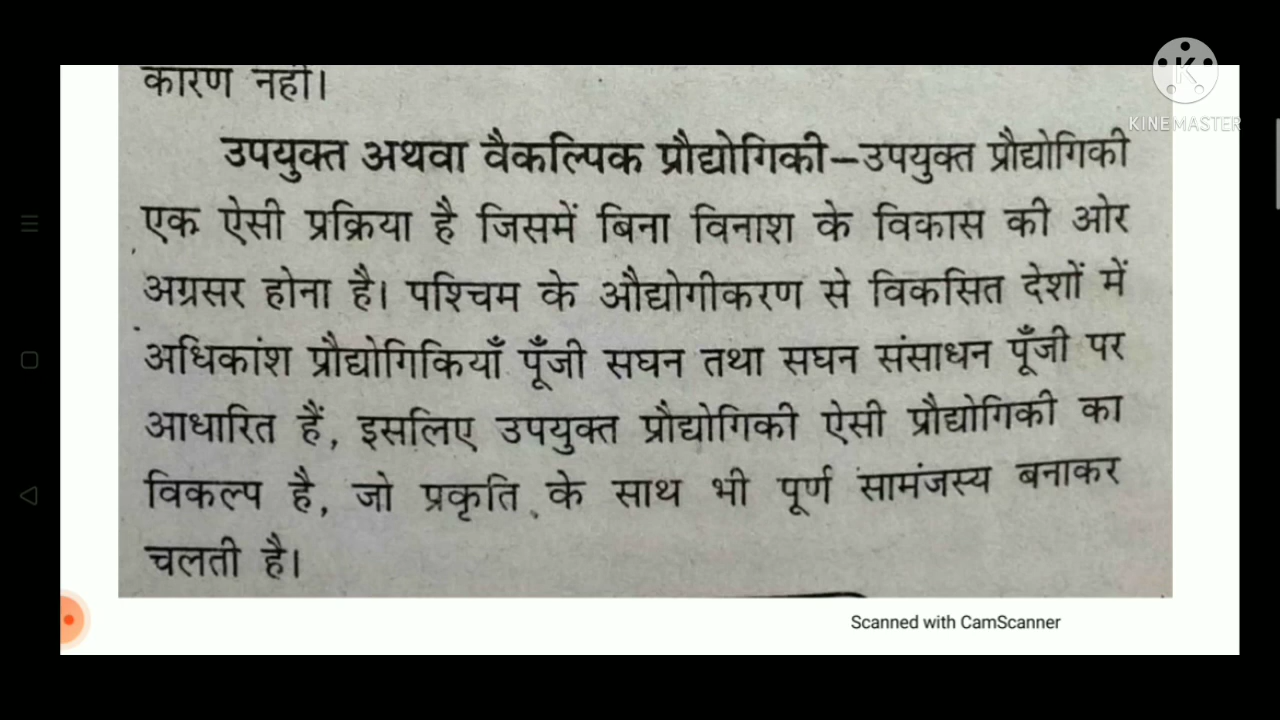 कारण नहीं।
KINEMASTER
उपयुक्त अथवा वैकल्पिक प्रौद्योगिकी—उपयुक्त प्रौद्योगिकी
एक ऐसी प्रक्रिया है जिसमें बिना विनाश के विकास की ओर
अग्रसर होना है। पश्चिम के औद्योगीकरण से विकसित देशों में
अधिकांश प्रौद्योगिकियाँ पूँजी सघन तथा सघन संसाधन पूँजी पर
आधारित हैं, इसलिए उपयुक्त प्रौद्योगिकी ऐसी प्रौद्योगिकी का
विकल्प है, जो प्रकृति के साथ भी पूर्ण सामंजस्य बनाकर
चलती है।
Scanned with CamScanner